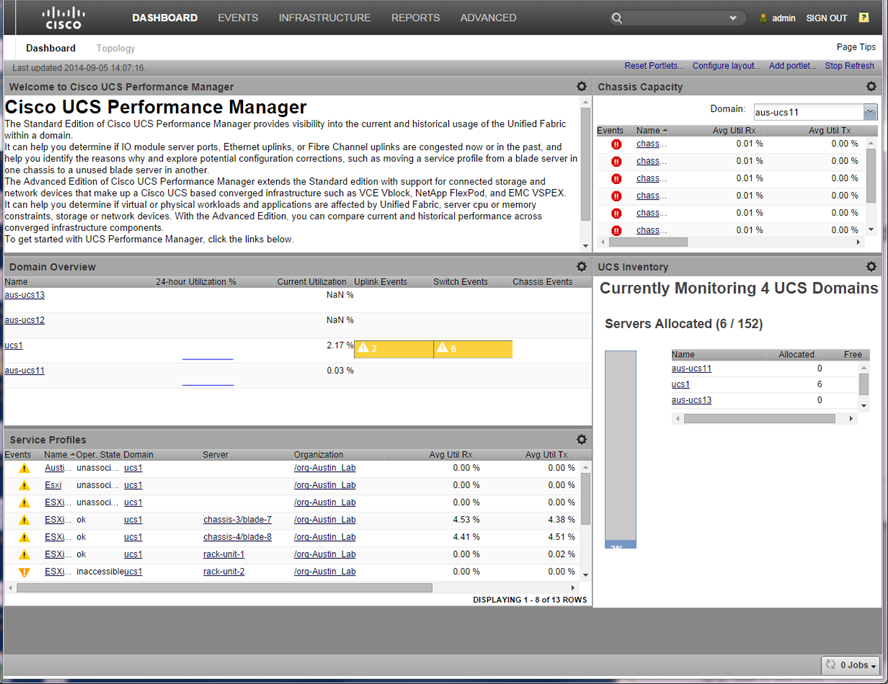 CISCO
DASHBOARD EVENTS INFRASTRUCTURE REPORTS ADVANCED
admin SIGN OUT ?
Dashboard Topology
Page Tips
Last updated 2014-09-05 14:07:16.
Reset Portlets... Configure layout... Add portlet... Stop Refresh
Welcome to Cisco UCS Performance Manager
Cisco UCS Performance Manager
The Standard Edition of Cisco UCS Performance Manager provides visibility into the current and historical usage of the Unified Fabric
within a domain.
It can help you determine if IO module server ports, Ethernet uplinks, or Fibre Channel uplinks are congested now or in the past, and
help you identify the reasons why and explore potential configuration corrections, such as moving a service profile from a blade server in
one chassis to a unused blade server in another.
The Advanced Edition of Cisco UCS Performance Manager extends the Standard edition with support for connected storage and
network devices that make up a Cisco UCS based converged infrastructure such as VCE Vblock, NetApp FlexPod, and EMC VSPEX.
It can help you determine if virtual or physical workloads and applications are affected by Unified Fabric, server cpu or memory
constraints, storage or network devices. With the Advanced Edition, you can compare current and historical performance across
converged infrastructure components.
To get started with UCS Performance Manager, click the links below.
Chassis Capacity
Domain: aus-ucs11
Events Name Avg Util Rx Avg Util Tx
chass... 0.01 % 0.00 %
chass... 0.01 % 0.00 %
chass... 0.01 % 0.00 %
chass... 0.01 % 0.00 %
chass... 0.01 % 0.00 %
chass... 0.01 % 0.00 %
Domain Overview
Name 24-hour Utilization % Current Utilization Uplink Events Switch Events Chassis Events
aus-ucs13 NaN %
aus-ucs12 NaN %
ucs1 2.17 % 2 6
aus-ucs11 0.03 %
UCS Inventory
Currently Monitoring 4 UCS Domains
Servers Allocated (6 / 152)
Name Allocated Free
aus-ucs11 0
ucs1 6
aus-ucs13 0
Service Profiles
Events Name Oper. State Domain Server Organization Avg Util Rx Avg Util Tx
Austi... unassoci... ucs1 /org-Austin_Lab 0.00 % 0.00 %
Esxi unassoci... ucs1 /org-Austin_Lab 0.00 % 0.00 %
ESXi... unassoci... ucs1 /org-Austin_Lab 0.00 % 0.00 %
ESXi... ok ucs1 chassis-3/blade-7 /org-Austin_Lab 4.53 % 4.38 %
ESXi... ok ucs1 chassis-4/blade-8 /org-Austin_Lab 4.41 % 4.51 %
ESXi... ok ucs1 rack-unit-1 /org-Austin_Lab 0.00 % 0.02 %
ESXi... inaccessible ucs1 rack-unit-2 /org-Austin_Lab 0.00 % 0.00 %
DISPLAYING 1 - 8 of 13 ROWS
0 Jobs